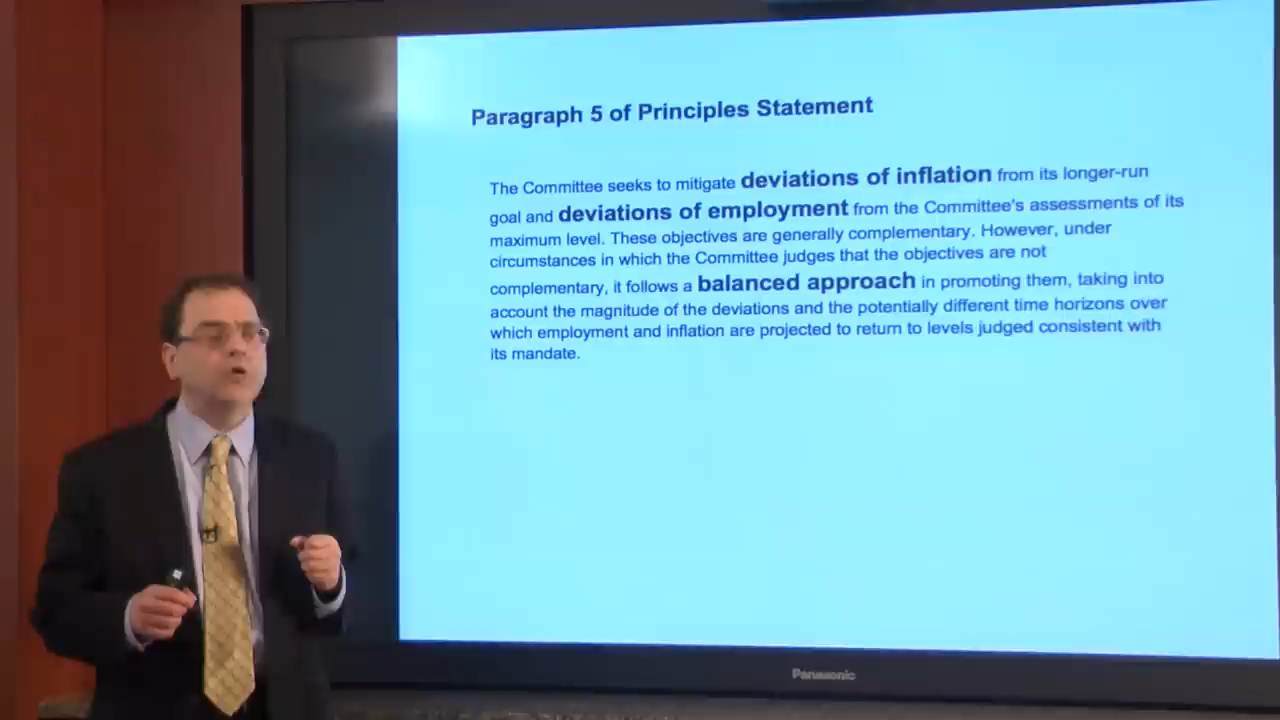 Paragraph 5 of Principles Statement
The Committee seeks to mitigate deviations of inflation from its longer-run
goal and deviations of employment from the Committee's assessments of its
maximum level. These objectives are generally complementary. However, under
circumstances in which the Committee judges that the objectives are not
complementary, it follows a balanced approach in promoting them, taking into
account the magnitude of the deviations and the potentially different time horizons over
which employment and inflation are projected to return to levels judged consistent with
its mandate.
Panasonic